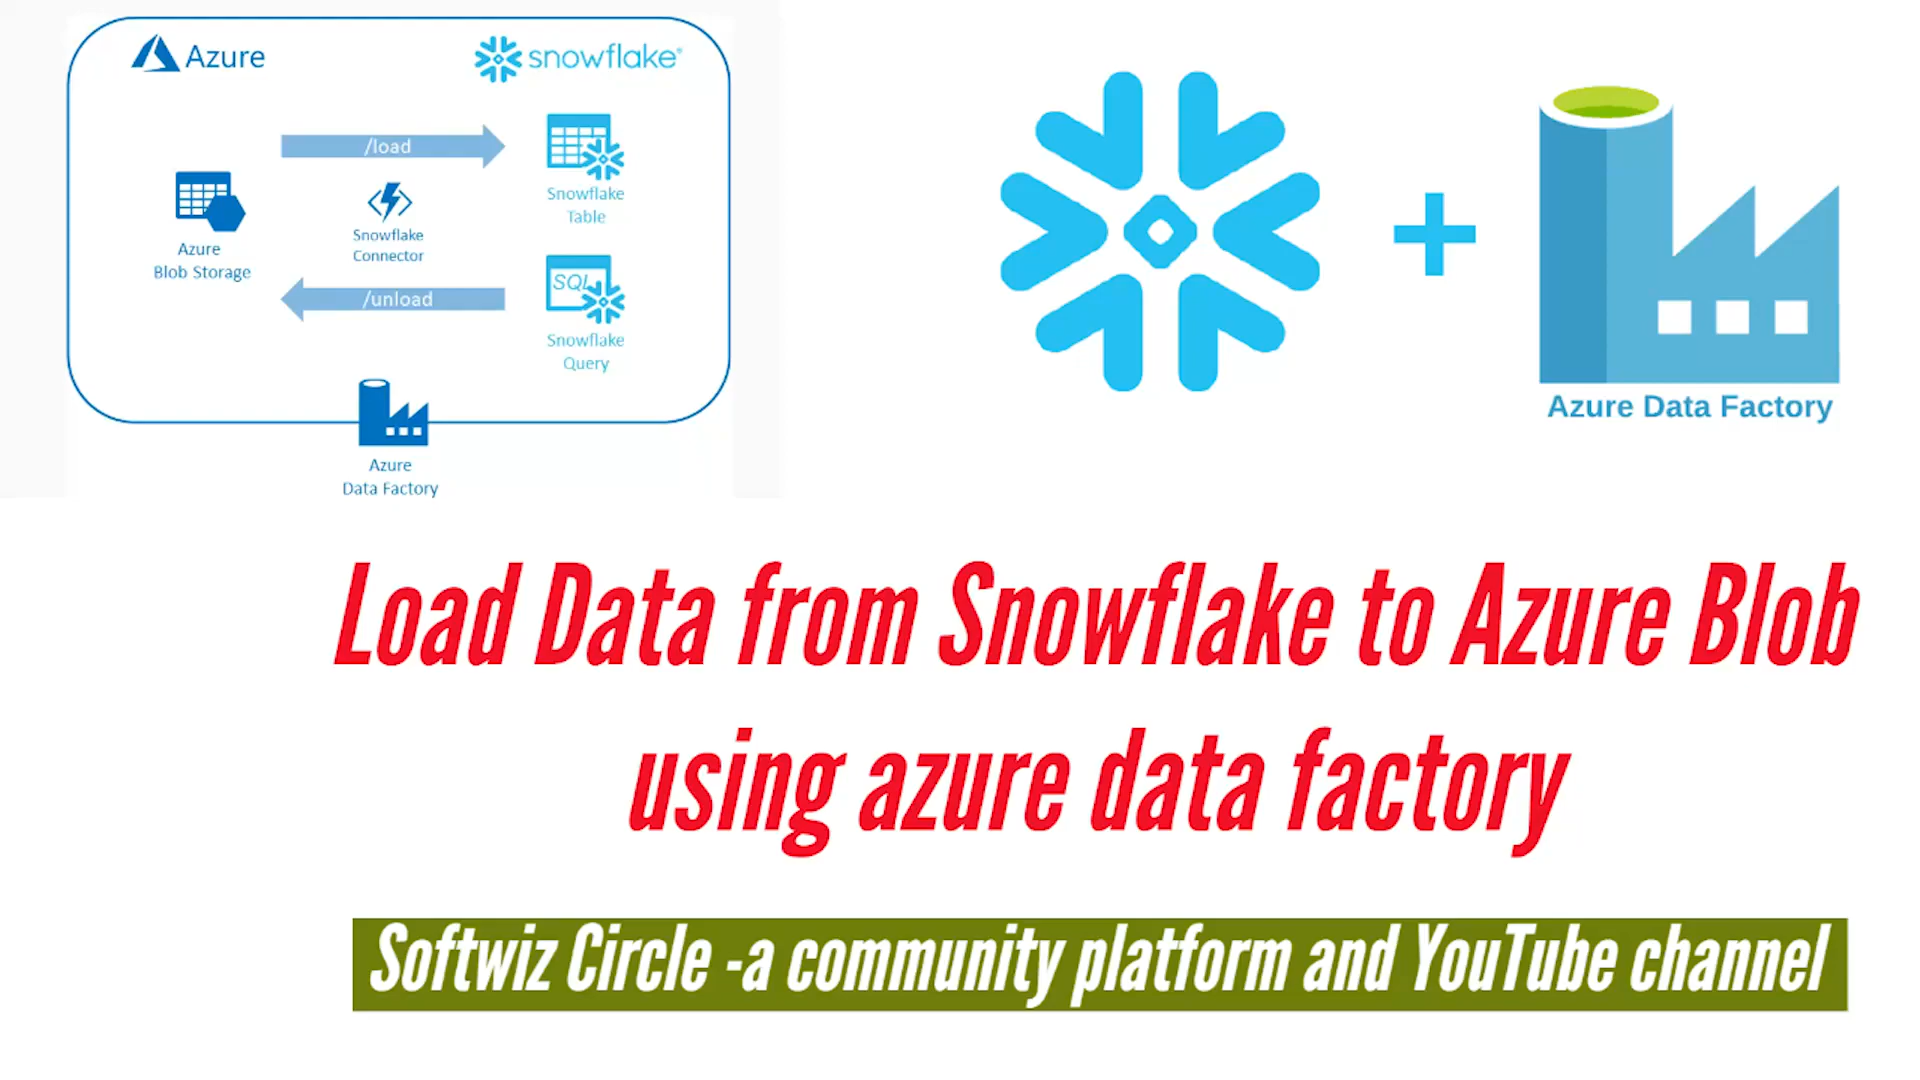 Azure
snowflake®
/load
Snowflake
Table
Snowflake
Connector
Azure
Blob Storage
/unload
SQL
Snowflake
Query
Azure
Data Factory
+
Azure Data Factory
Load Data from Snowflake to Azure Blob
using azure data factory
Softwiz Circle -a community platform and YouTube channel